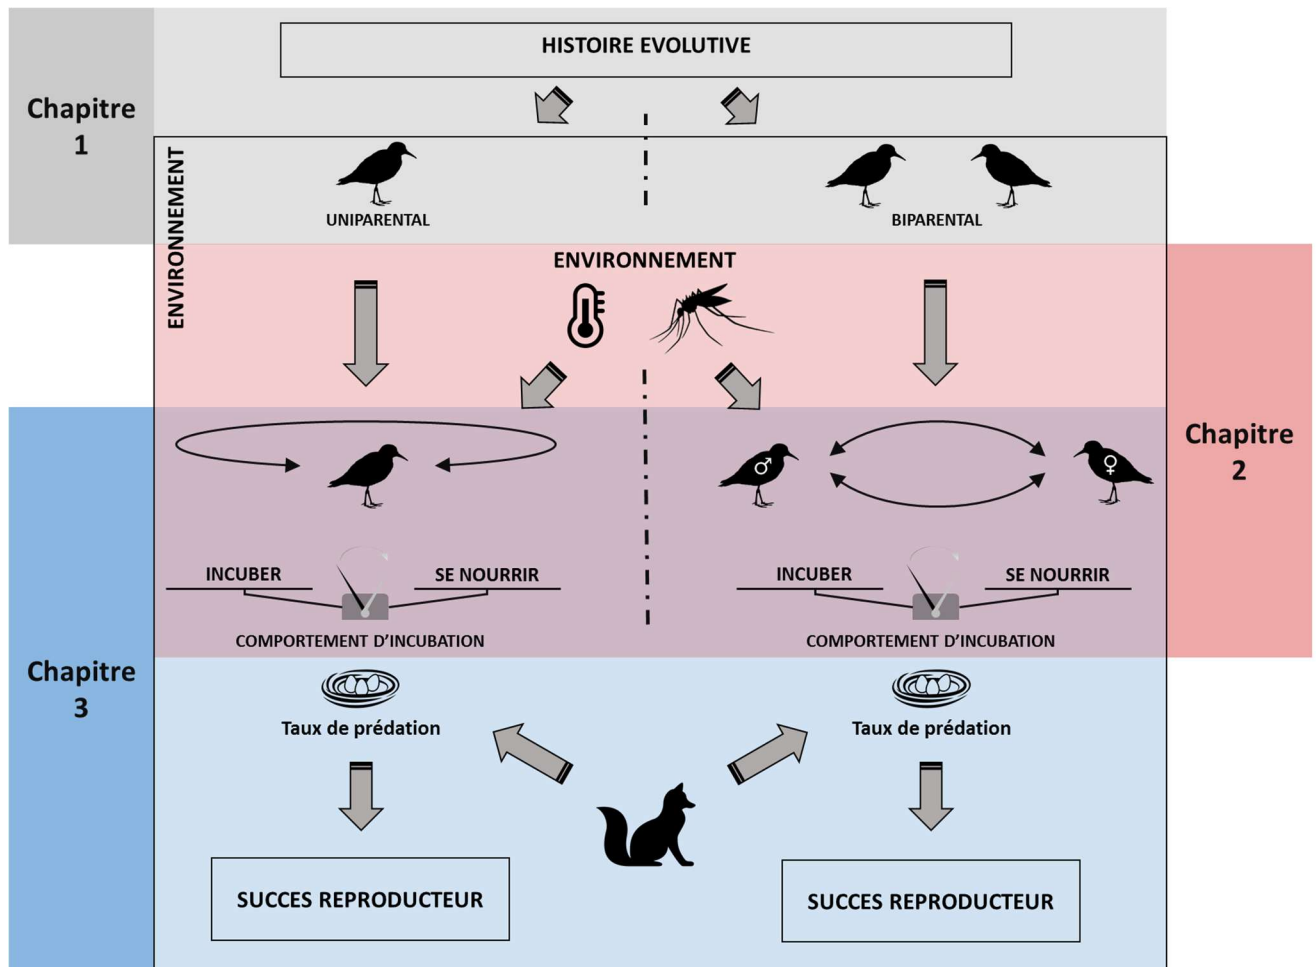 HISTOIRE EVOLUTIVE
Chapitre
1
ENVIRONNEMENT
UNIPARENTAL
BIPARENTAL
ENVIRONNEMENT
Chapitre
2
♂
♀
INCUBER
SE NOURRIR
INCUBER
SE NOURRIR
COMPORTEMENT D’INCUBATION
COMPORTEMENT D’INCUBATION
Chapitre
3
Taux de prédation
Taux de prédation
SUCCES REPRODUCTEUR
SUCCES REPRODUCTEUR